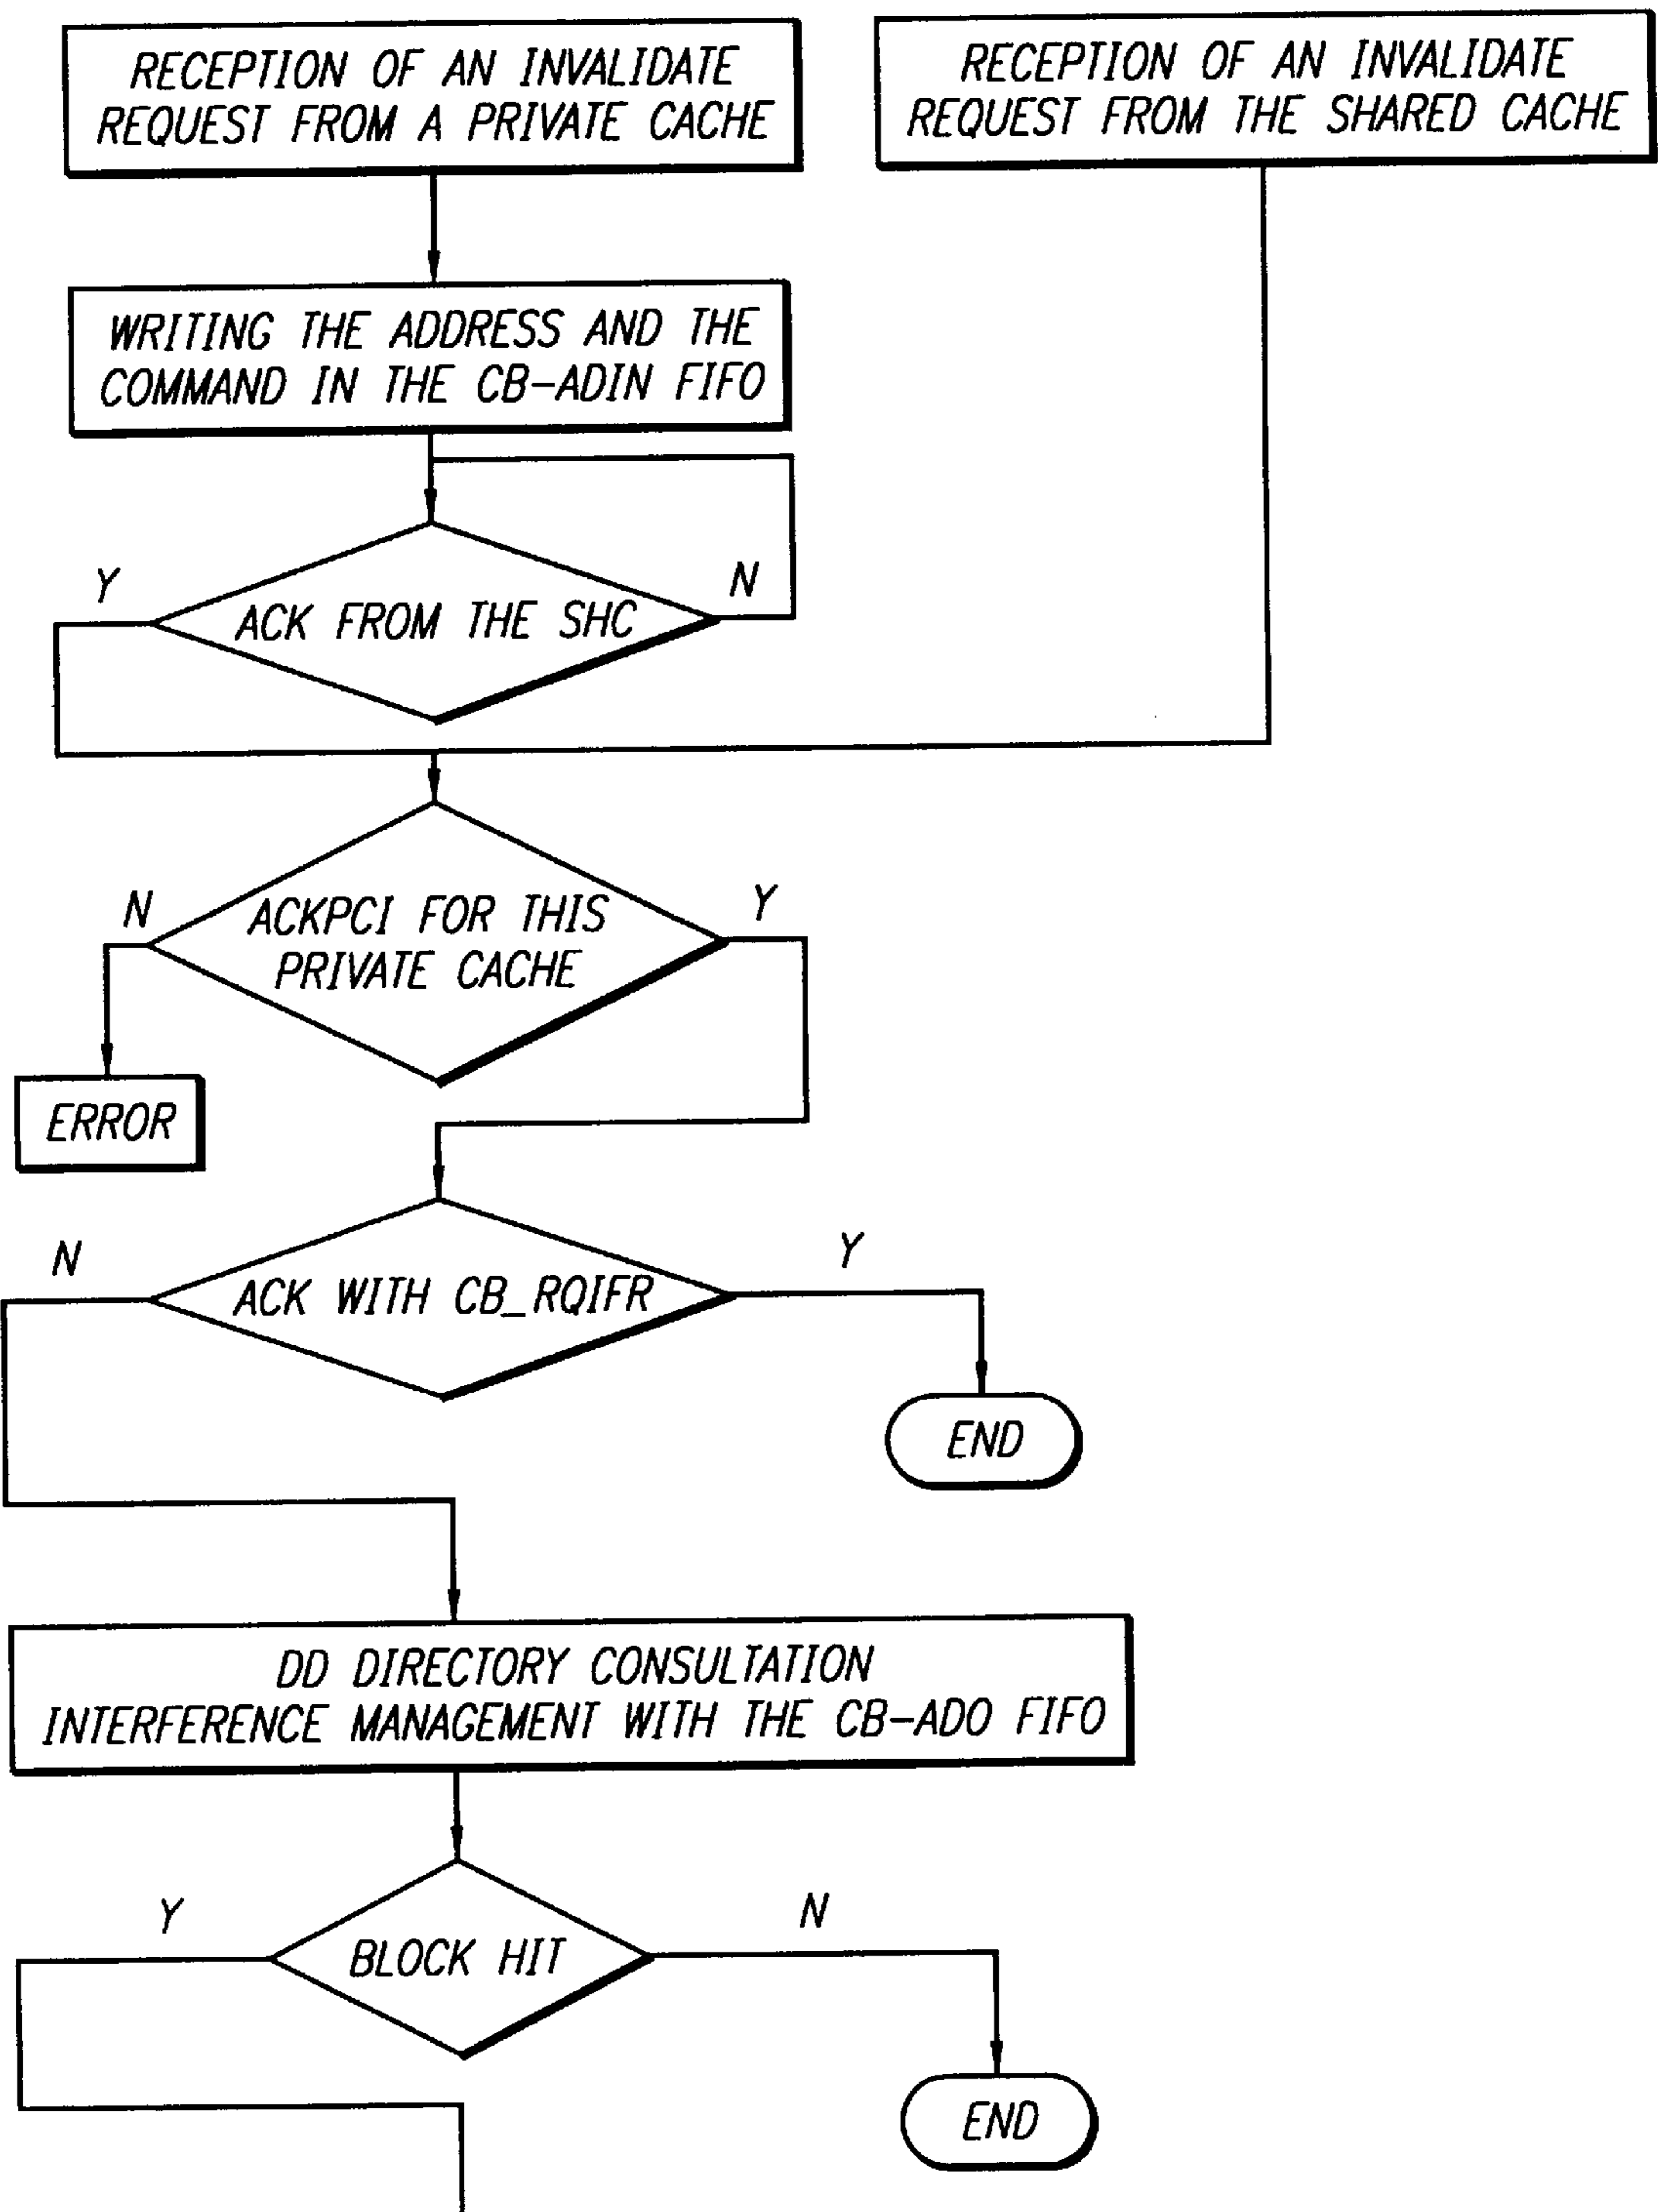 RECEPTION OF AN INVALIDATE
REQUEST FROM A PRIVATE CACHE
RECEPTION OF AN INVALIDATE
REQUEST FROM THE SHARED CACHE
WRITING THE ADDRESS AND THE
COMMAND IN THE CB-ADIN FIFO
Y
N
ACK FROM THE SHC
N
Y
ACKPCI FOR THIS
PRIVATE CACHE
ERROR
N
Y
ACK WITH CB_RQIFR
END
DD DIRECTORY CONSULTATION
INTERFERENCE MANAGEMENT WITH THE CB-ADO FIFO
Y
N
BLOCK HIT
END